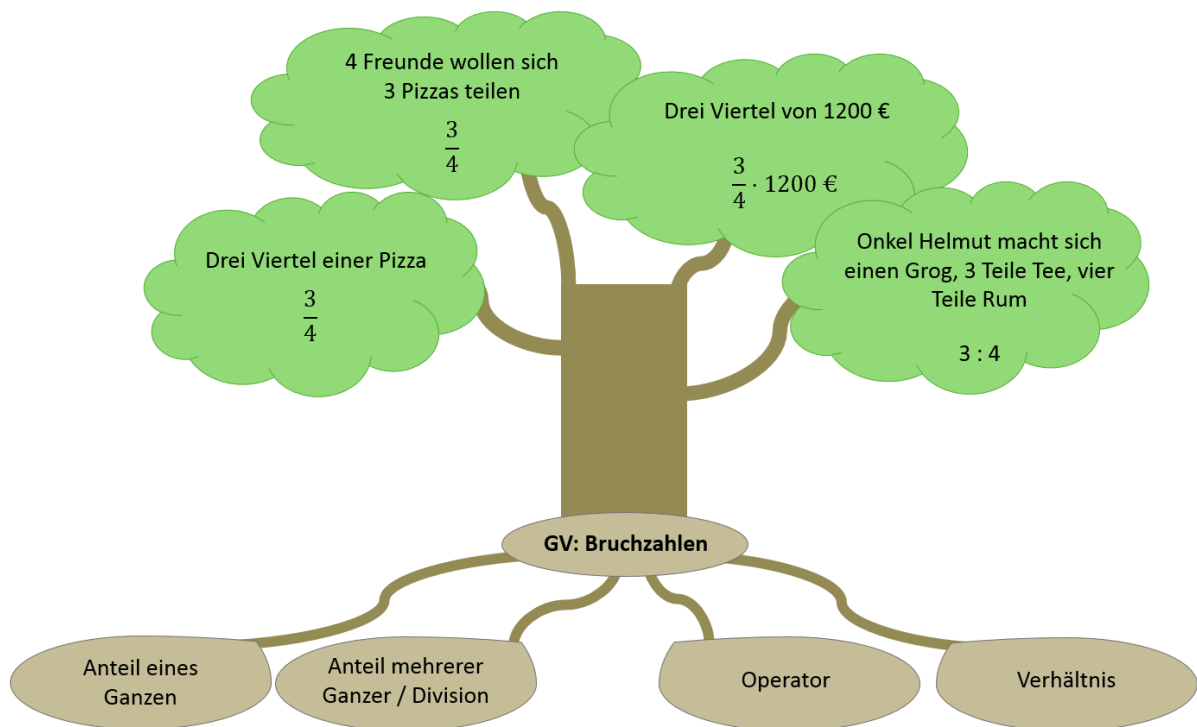 4 Freunde wollen sich
3 Pizzas teilen
3
4
Drei Viertel von 1200 €
3
4 · 1200 €
Drei Viertel einer Pizza
3
4
Onkel Helmut macht sich
einen Grog, 3 Teile Tee, vier
Teile Rum
3 : 4
GV: Bruchzahlen
Anteil eines
Ganzen
Anteil mehrerer
Ganzer / Division
Operator
Verhältnis